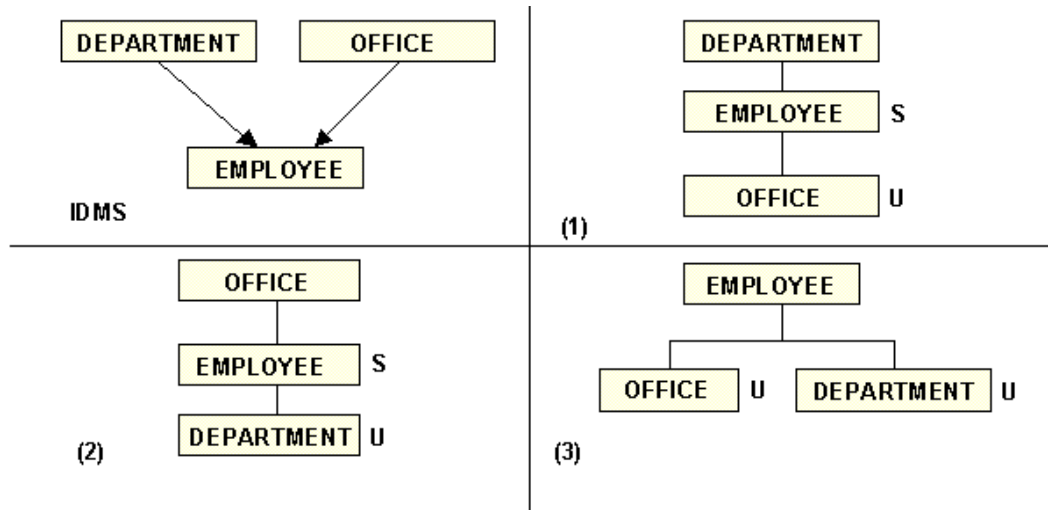 DEPARTMENT
OFFICE
EMPLOYEE
IDMS
DEPARTMENT
EMPLOYEE S
OFFICE U
(1)
OFFICE
EMPLOYEE S
DEPARTMENT U
(2)
EMPLOYEE
OFFICE U
DEPARTMENT U
(3)